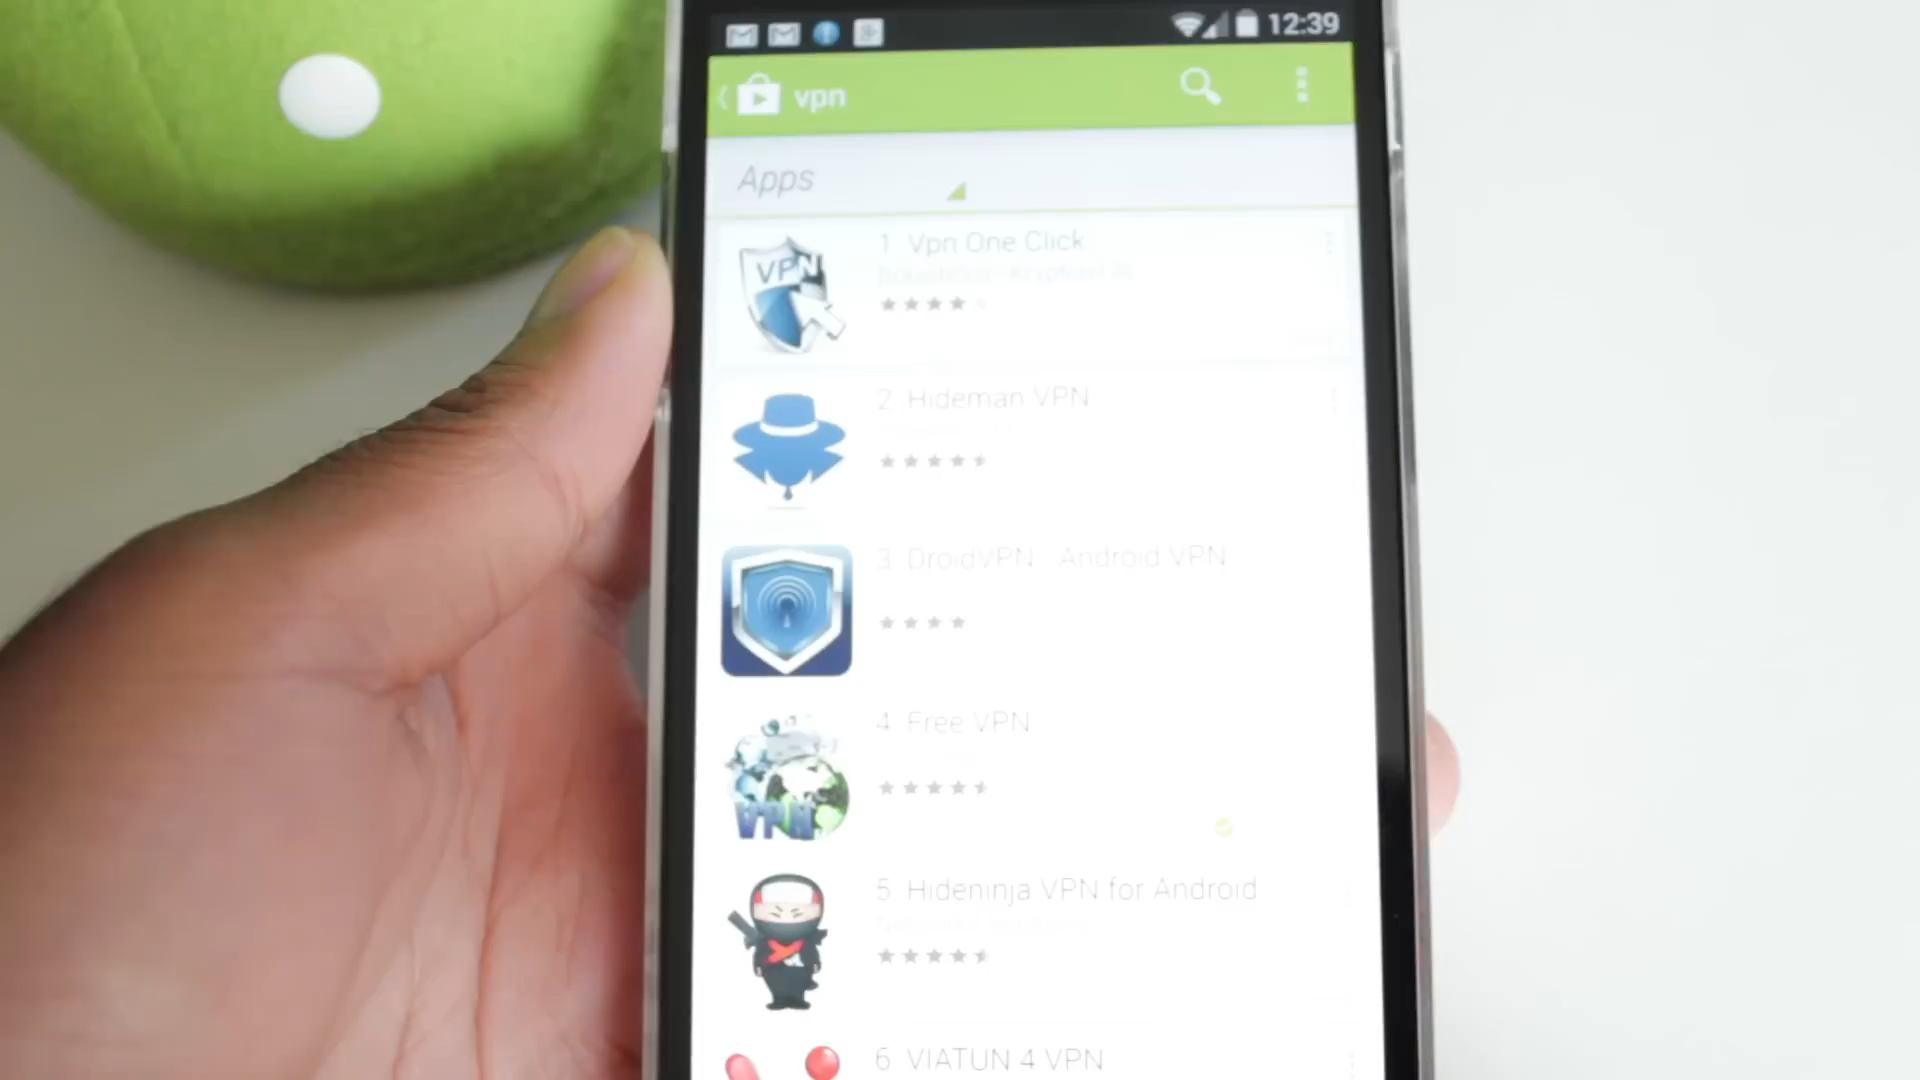 12:39
vpn
Apps
VPN
1. Vpn One Click
2. Hideman VPN
3. DroidVPN - Android VPN
4. Free VPN
VPN
5. Hideninja VPN for Android
6. VIATUN 4 VPN